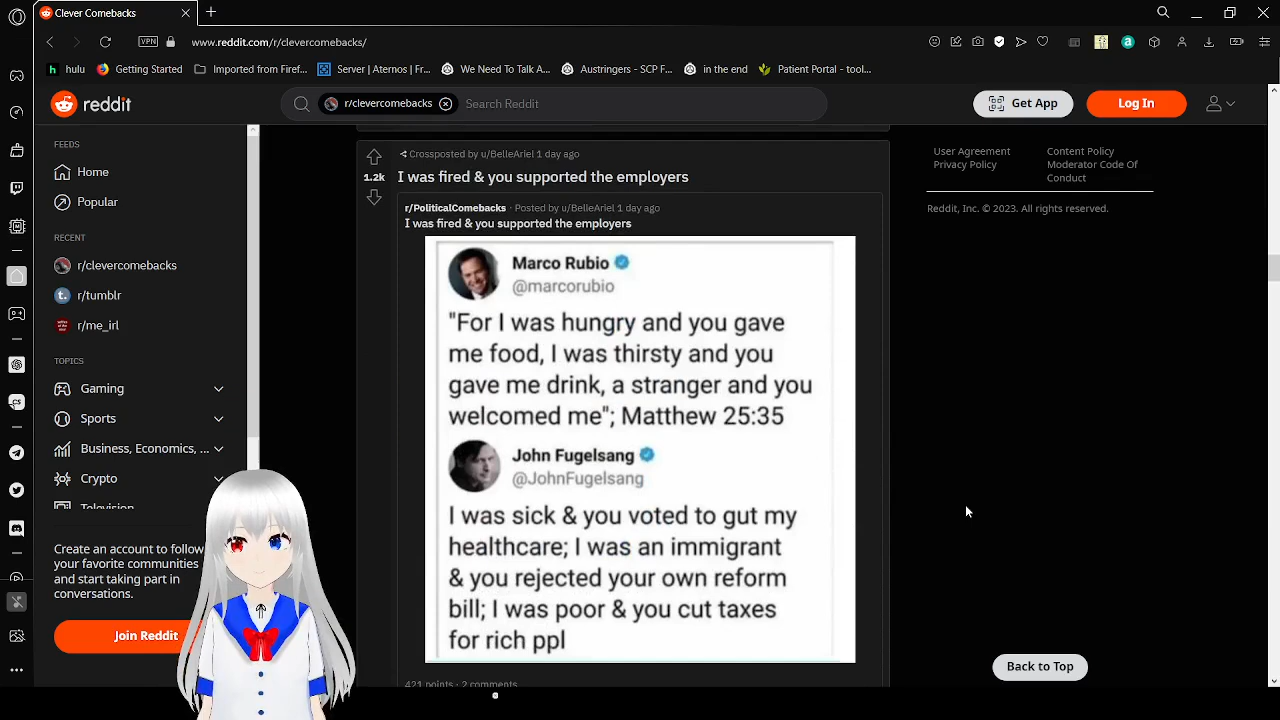 Clever Comebacks
VPN www.reddit.com/r/clevercomebacks/
hulu Getting Started Imported from Firef... Server | Aternos | Fr... We Need To Talk A... Austringers - SCP F... in the end Patient Portal - tool...
reddit r/clevercomebacks Search Reddit Get App Log In
FEEDS
Home
Popular
RECENT
r/clevercomebacks
r/tumblr
r/me_irl
TOPICS
Gaming
Sports
Business, Economics, ...
Crypto
Television
Create an account to follow
your favorite communities
and start taking part in
conversations.
Join Reddit
Crossposted by u/BelleAriel 1 day ago
1.2k I was fired & you supported the employers
r/PoliticalComebacks · Posted by u/BelleAriel 1 day ago
I was fired & you supported the employers
Marco Rubio
@marcorubio
"For I was hungry and you gave
me food, I was thirsty and you
gave me drink, a stranger and you
welcomed me"; Matthew 25:35
John Fugelsang
@JohnFugelsang
I was sick & you voted to gut my
healthcare; I was an immigrant
& you rejected your own reform
bill; I was poor & you cut taxes
for rich ppl
421 points · 2 comments
User Agreement Content Policy
Privacy Policy Moderator Code Of
Conduct
Reddit, Inc. © 2023. All rights reserved.
Back to Top